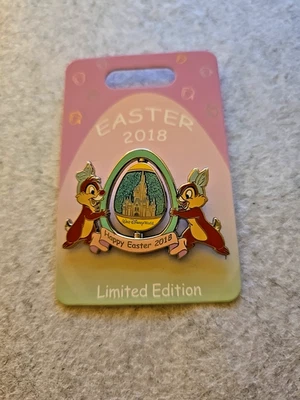 EASTER
2018
Walt Disney World
Happy Easter 2018
Limited Edition